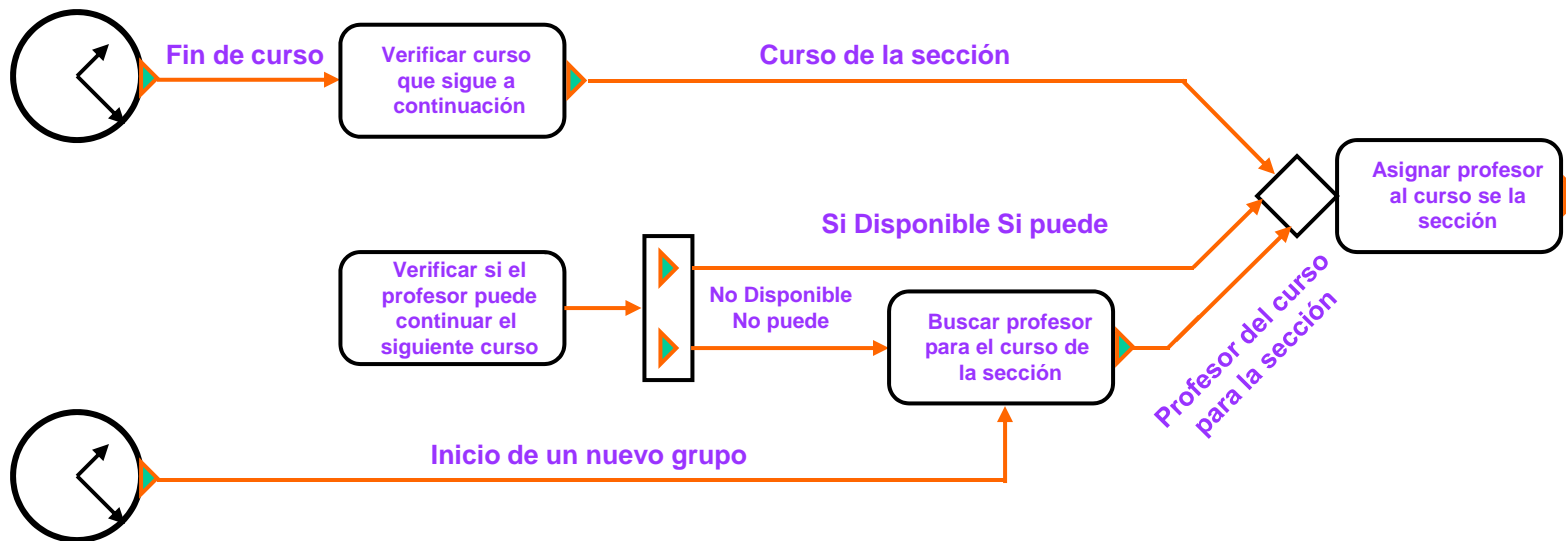 Fin de curso
Verificar curso
que sigue a
continuación
Curso de la sección
Asignar profesor
al curso se la
sección
Si Disponible Si puede
Verificar si el
profesor puede
continuar el
siguiente curso
No Disponible
No puede
Buscar profesor
para el curso de
la sección
Profesor del curso
para la sección
Inicio de un nuevo grupo